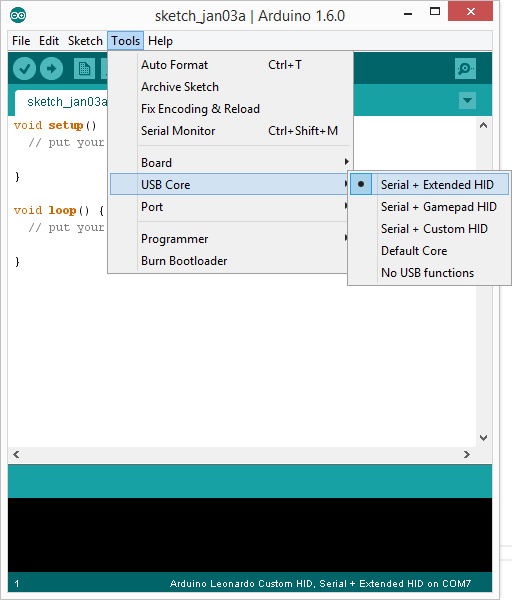 sketch_jan03a | Arduino 1.6.0
File Edit Sketch Tools Help
Auto Format Ctrl+T
Archive Sketch
Fix Encoding & Reload
Serial Monitor Ctrl+Shift+M
Board
USB Core
Port
Programmer
Burn Bootloader
Serial + Extended HID
Serial + Gamepad HID
Serial + Custom HID
Default Core
No USB functions
sketch_jan03a
void setup()
// put your
}
void loop() {
// put your
}
1 Arduino Leonardo Custom HID, Serial + Extended HID on COM7